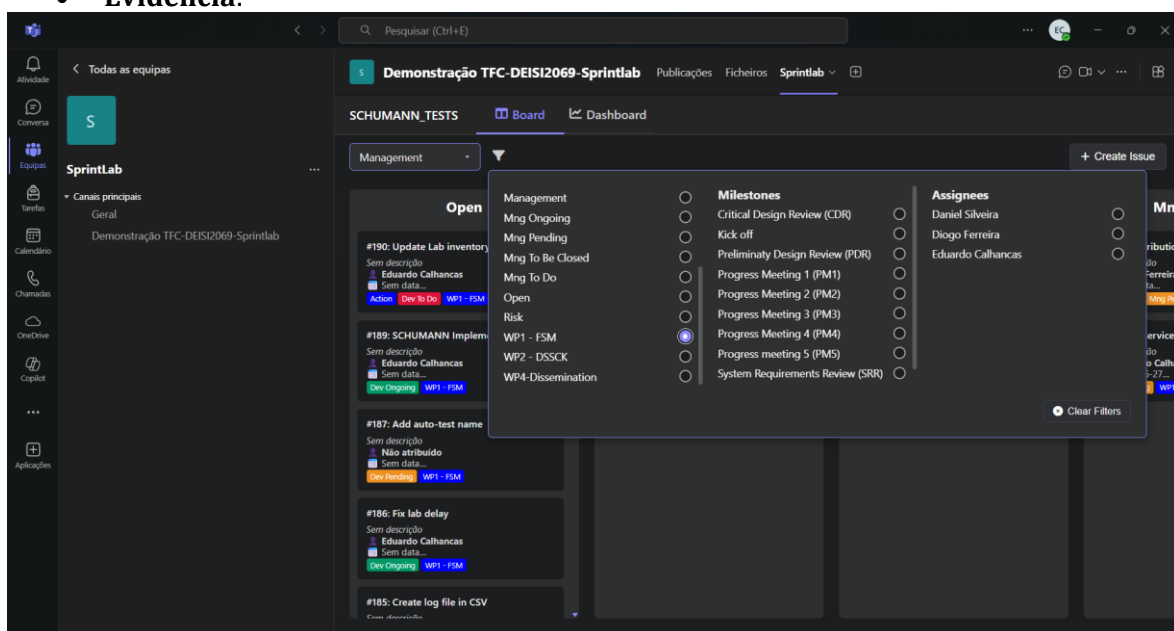 • Evidência:
Pesquisar (Ctrl+E)
EC
Atividade
Conversa
Equipas
Tarefas
Calendário
Chamadas
OneDrive
Copilot
Aplicações
Todas as equipas
S
SprintLab
Canais principais
Geral
Demonstração TFC-DEISI2069-Sprintlab
S Demonstração TFC-DEISI2069-Sprintlab Publicações Ficheiros Sprintlab
SCHUMANN_TESTS Board Dashboard
Management
+ Create Issue
Open
#190: Update Lab inventory
Sem descrição
Eduardo Calhancas
Sem data...
Action Dev To Do WP1 - FSM
#189: SCHUMANN Implem
Sem descrição
Eduardo Calhancas
Sem data...
Dev Ongoing WP1 - FSM
#187: Add auto-test name
Sem descrição
Não atribuído
Sem data...
Dev Pending WP1 - FSM
#186: Fix lab delay
Sem descrição
Eduardo Calhancas
Sem data...
Dev Ongoing WP1 - FSM
#185: Create log file in CSV
Sem descrição
Management
Mng Ongoing
Mng Pending
Mng To Be Closed
Mng To Do
Open
Risk
WP1 - FSM
WP2 - DSSCK
WP4-Dissemination
Milestones
Critical Design Review (CDR)
Kick off
Preliminaty Design Review (PDR)
Progress Meeting 1 (PM1)
Progress Meeting 2 (PM2)
Progress Meeting 3 (PM3)
Progress Meeting 4 (PM4)
Progress meeting 5 (PM5)
System Requirements Review (SRR)
Assignees
Daniel Silveira
Diogo Ferreira
Eduardo Calhancas
Clear Filters